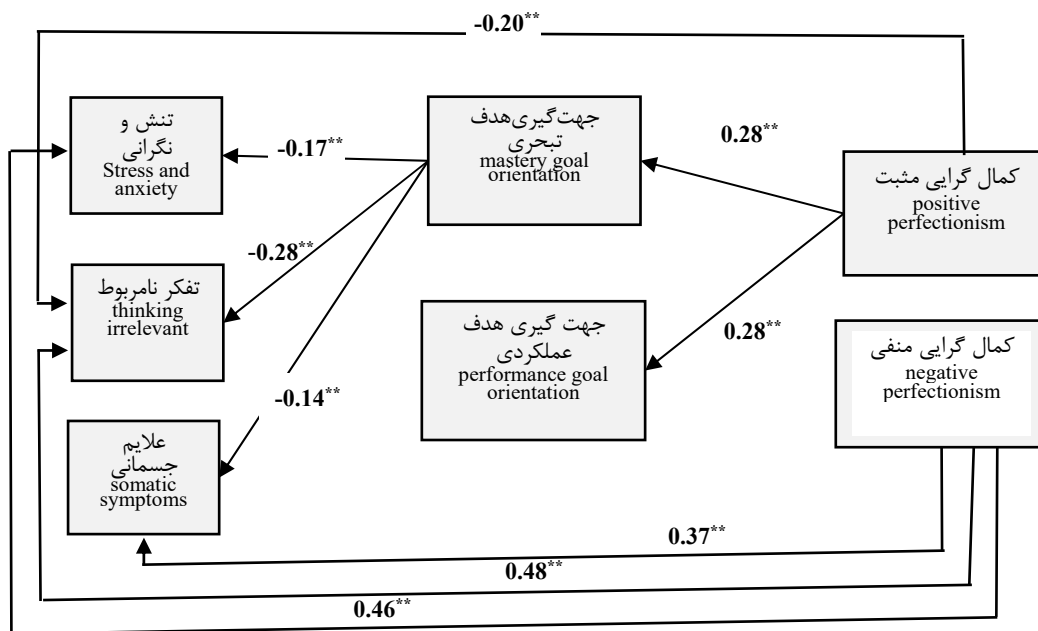 -0.20**
تنش و
نگرانی
Stress and
anxiety
-0.17**
جهت‌گیری‌هدف
تبحری
mastery goal
orientation
0.28**
کمال گرایی مثبت
positive
perfectionism
-0.28**
تفکر نامربوط
thinking
irrelevant
جهت گیری هدف
عملکردی
performance goal
orientation
0.28**
کمال گرایی منفی
negative
perfectionism
-0.14**
علایم
جسمانی
somatic
symptoms
0.37**
0.48**
0.46**